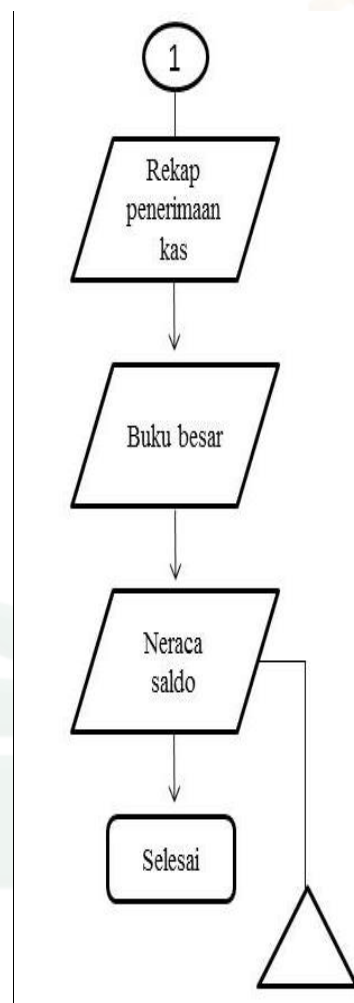 1
Rekap
penerimaan
kas
Buku besar
Neraca
saldo
Selesai